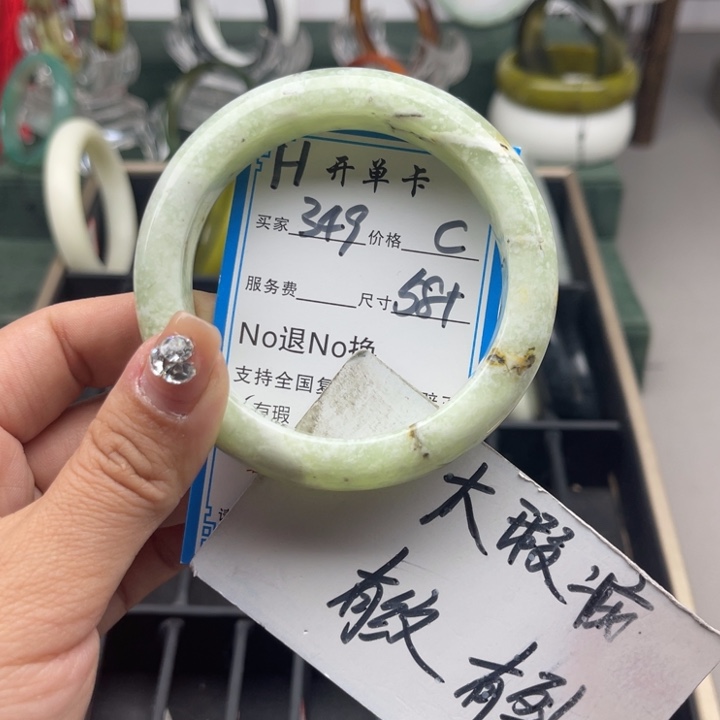 H 开单卡
买家 349 价格 C
服务费 尺寸 58+
No退No换
支持全国复
(有瑕
大瑕疵
有纹
有裂